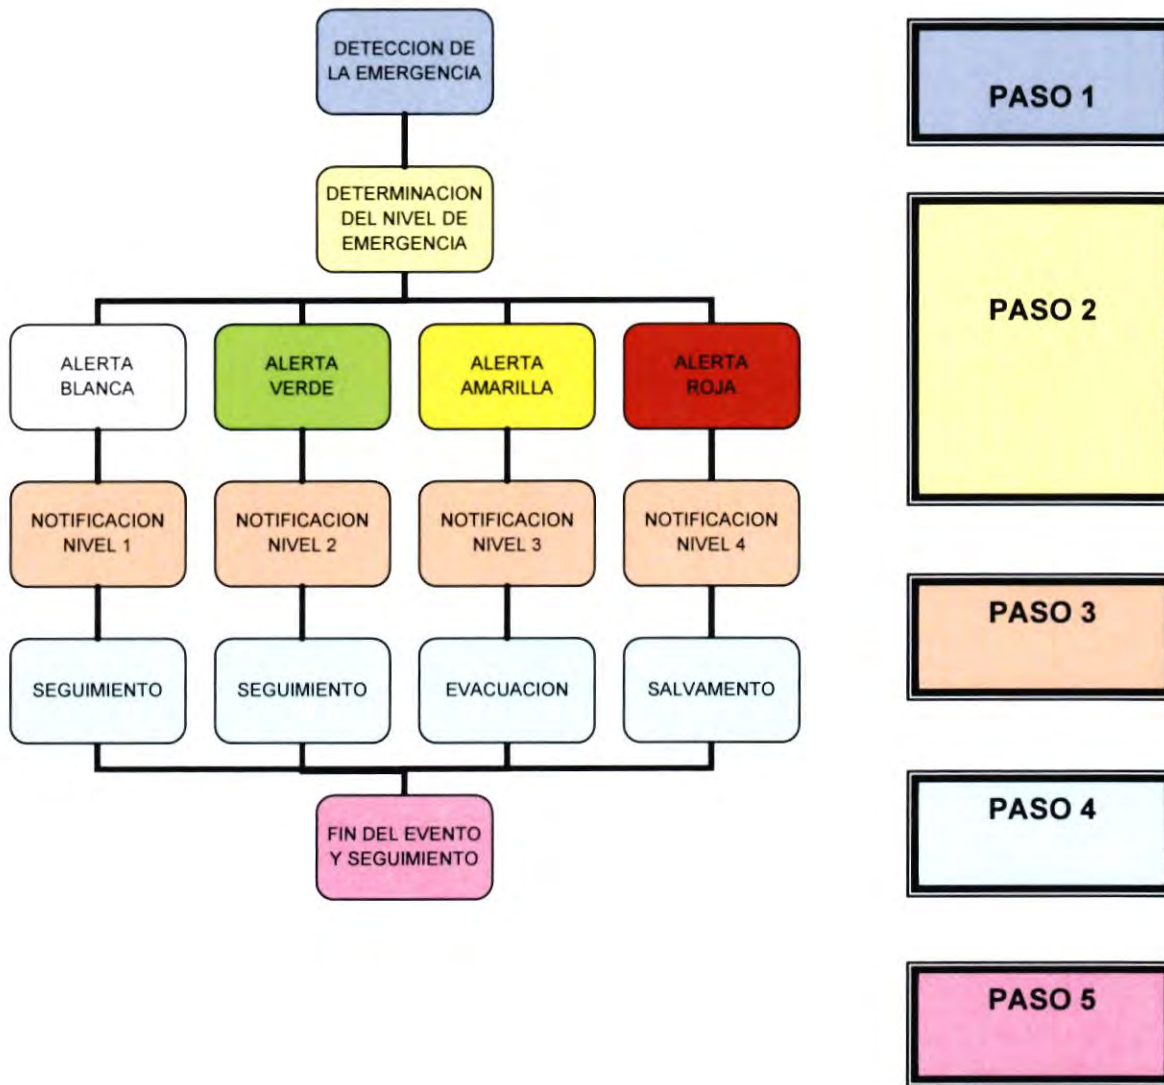 DETECCION DE
LA EMERGENCIA
PASO 1
DETERMINACION
DEL NIVEL DE
EMERGENCIA
PASO 2
ALERTA
BLANCA
ALERTA
VERDE
ALERTA
AMARILLA
ALERTA
ROJA
NOTIFICACION
NIVEL 1
NOTIFICACION
NIVEL 2
NOTIFICACION
NIVEL 3
NOTIFICACION
NIVEL 4
PASO 3
SEGUIMIENTO
SEGUIMIENTO
EVACUACION
SALVAMENTO
PASO 4
FIN DEL EVENTO
Y SEGUIMIENTO
PASO 5